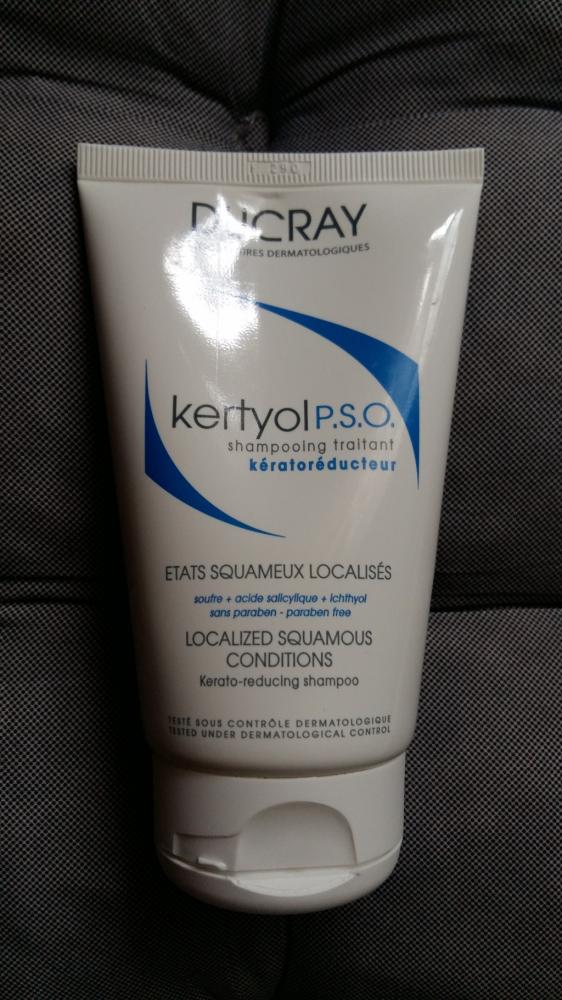 DUCRAY
DERMATOLOGIQUES
kertyol P.S.O.
shampooing traitant
kératoréducteur
ETATS SQUAMEUX LOCALISÉS
soufre + acide salicylique + ichthyol
sans paraben - paraben free
LOCALIZED SQUAMOUS
CONDITIONS
Kerato-reducing shampoo
TESTÉ SOUS CONTRÔLE DERMATOLOGIQUE
TESTED UNDER DERMATOLOGICAL CONTROL